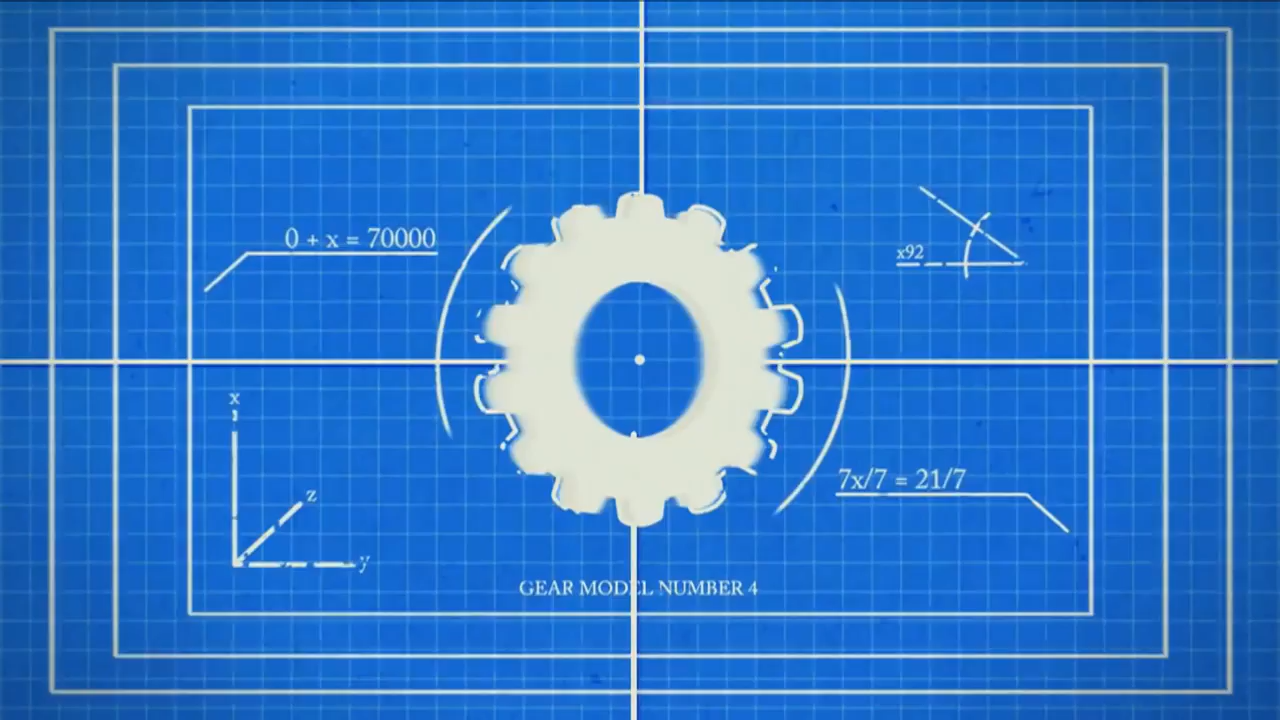 0 + x = 70000
x92
x
z
y
7x/7 = 21/7
GEAR MODEL NUMBER 4